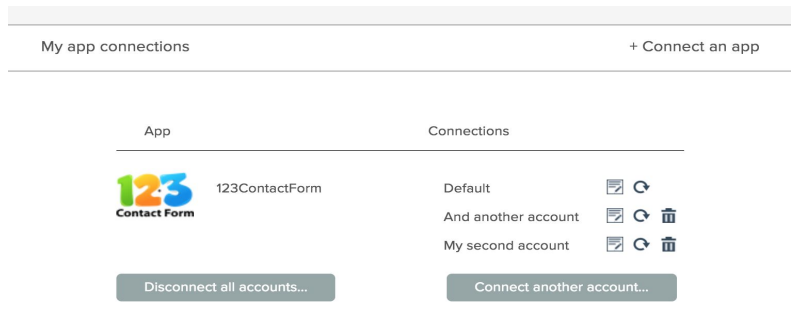 My app connections + Connect an app
App Connections
123 Contact Form 123ContactForm Default
And another account
My second account
Disconnect all accounts... Connect another account...